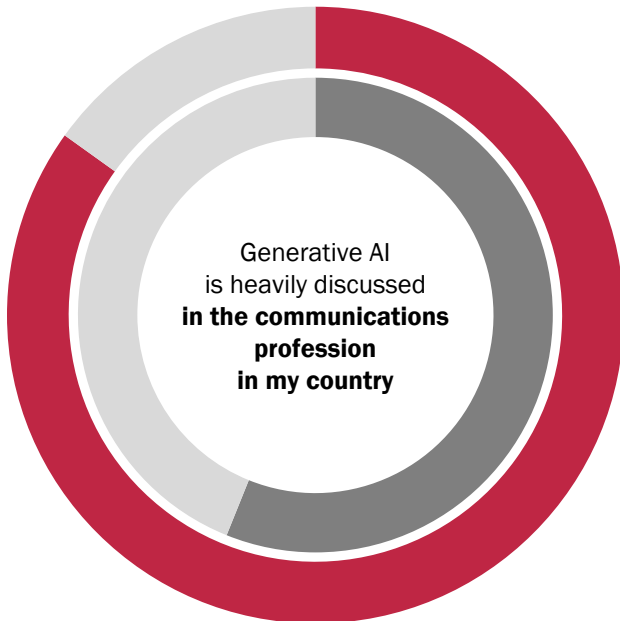 Generative AI
is heavily discussed
in the communications
profession
in my country